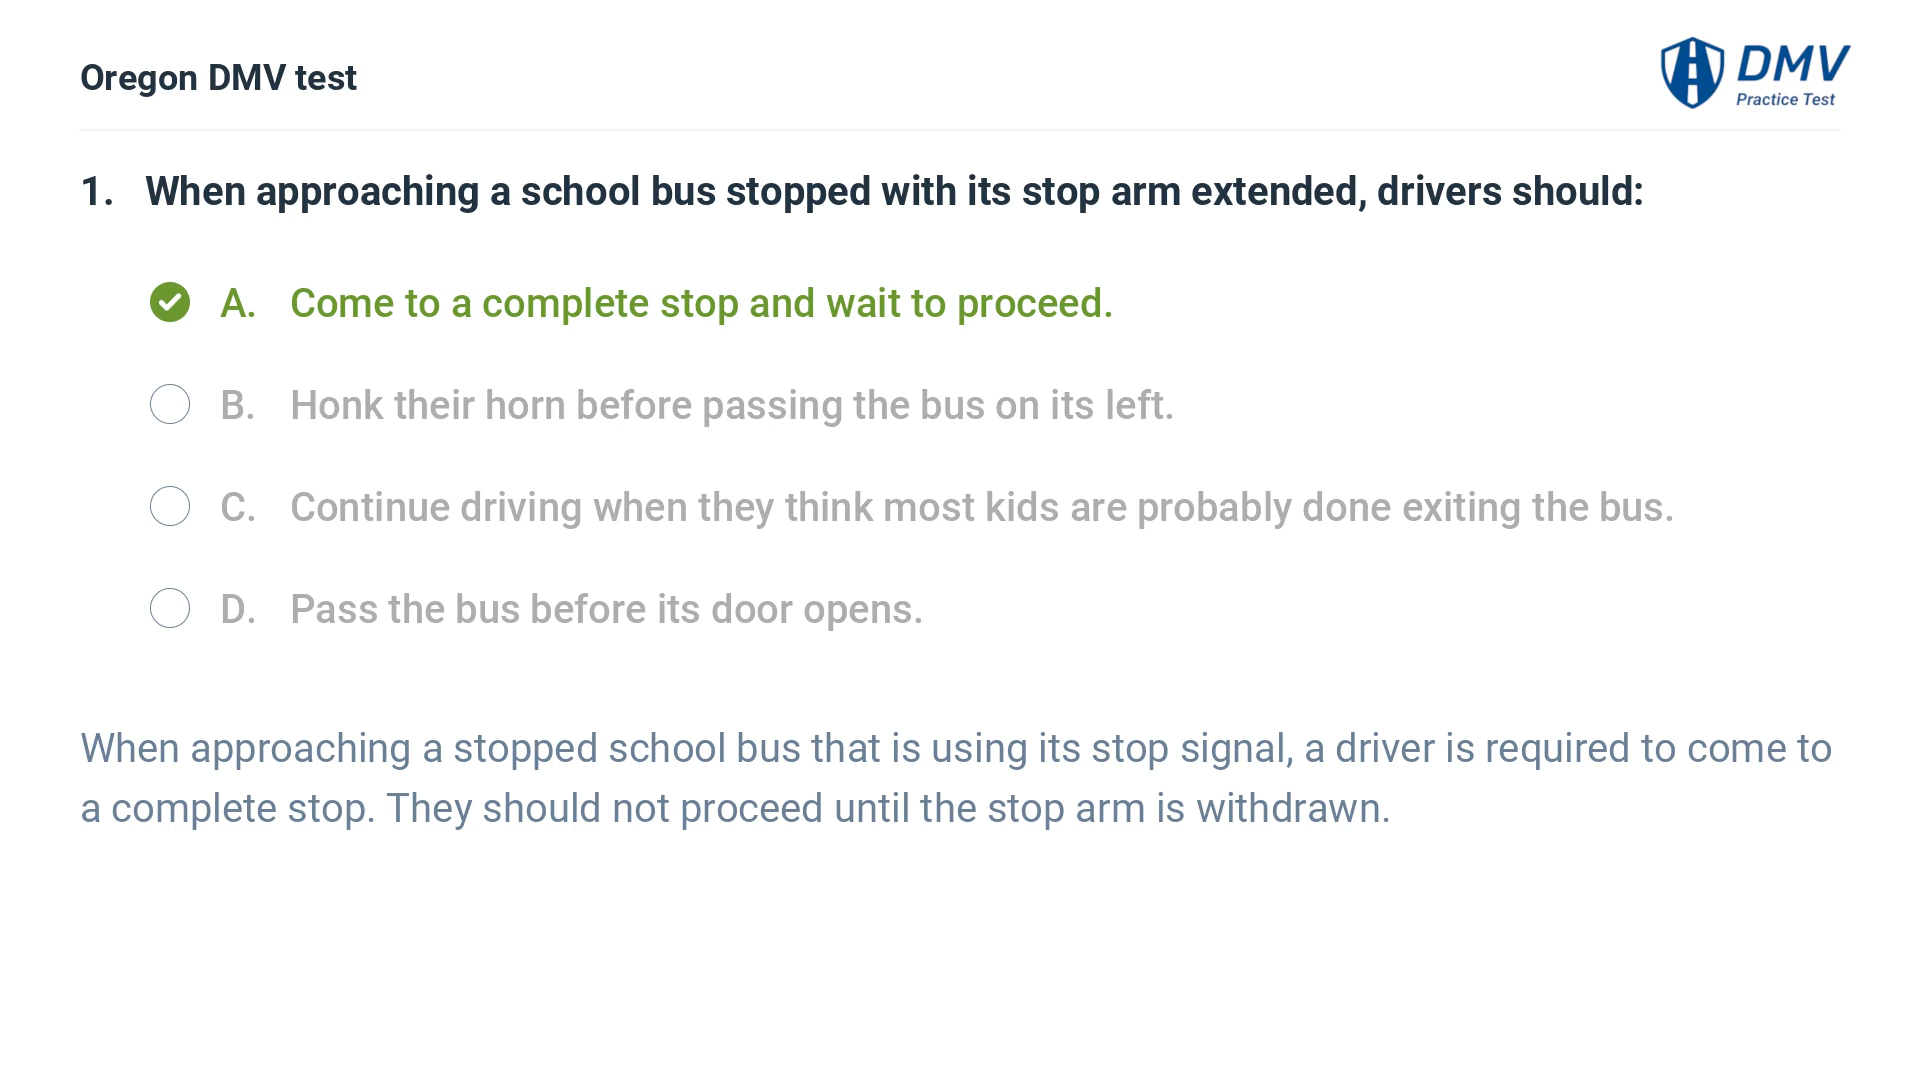 Oregon DMV test
DMV
Practice Test
1. When approaching a school bus stopped with its stop arm extended, drivers should:
A. Come to a complete stop and wait to proceed.
B. Honk their horn before passing the bus on its left.
C. Continue driving when they think most kids are probably done exiting the bus.
D. Pass the bus before its door opens.
When approaching a stopped school bus that is using its stop signal, a driver is required to come to
a complete stop. They should not proceed until the stop arm is withdrawn.